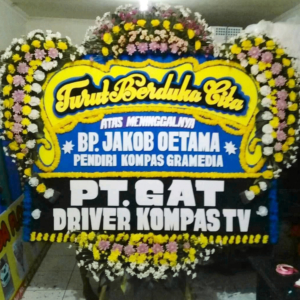 Turut Berduka Cita
ATAS MENINGGALNYA
BP. JAKOB OETAMA
PENDIRI KOMPAS GRAMEDIA
PT. GAT
DRIVER KOMPAS TV